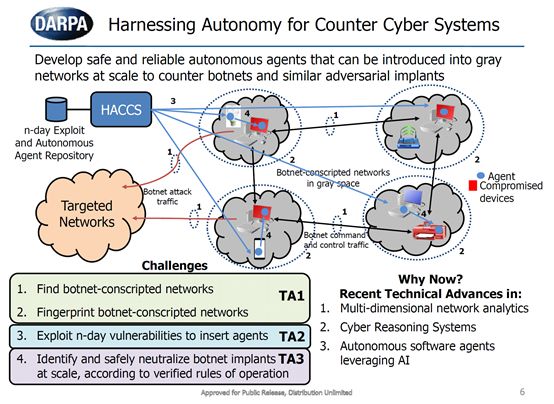 DARPA
Harnessing Autonomy for Counter Cyber Systems
Develop safe and reliable autonomous agents that can be introduced into gray
networks at scale to counter botnets and similar adversarial implants
HACCS
3
n-day Exploit
and Autonomous
Agent Repository
4
1
2
1
2
Botnet attack
traffic
Botnet-conscripted networks
in gray space
Agent
Compromised
devices
Targeted
Networks
1
4
2
1
4
2
Botnet command
and control traffic
Challenges
1. Find botnet-conscripted networks
2. Fingerprint botnet-conscripted networks
TA1
3. Exploit n-day vulnerabilities to insert agents
TA2
4. Identify and safely neutralize botnet implants
at scale, according to verified rules of operation
TA3
Why Now?
Recent Technical Advances in:
1. Multi-dimensional network analytics
2. Cyber Reasoning Systems
3. Autonomous software agents
leveraging AI
Approved for Public Release, Distribution Unlimited
6